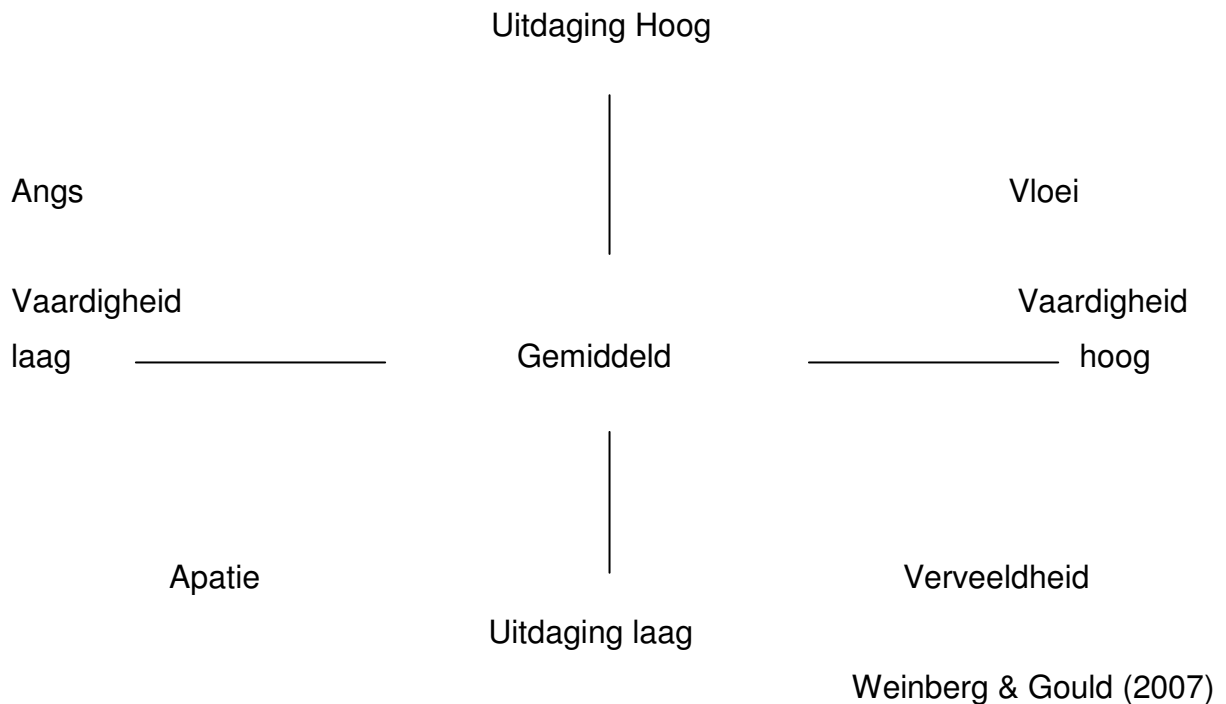 Uitdaging Hoog
Angs Vloei
Vaardigheid Vaardigheid
laag Gemiddeld hoog
Apatie Verveeldheid
Uitdaging laag
Weinberg & Gould (2007)